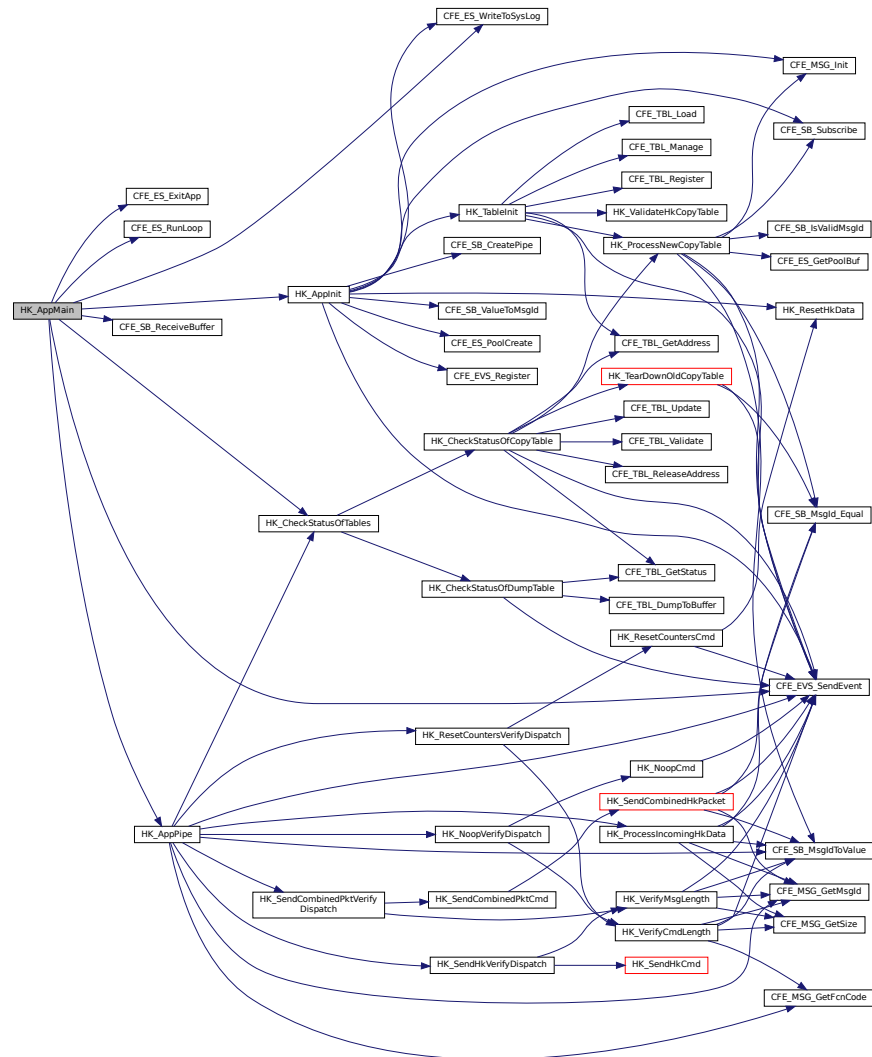 CFE_ES_WriteToSysLog
CFE_MSG_Init
CFE_TBL_Load
CFE_SB_Subscribe
CFE_TBL_Manage
CFE_TBL_Register
CFE_ES_ExitApp
HK_TableInit
HK_ValidateHkCopyTable
CFE_ES_RunLoop
CFE_SB_IsValidMsgId
CFE_SB_CreatePipe
HK_ProcessNewCopyTable
CFE_ES_GetPoolBuf
HK_AppInit
HK_AppMain
CFE_SB_ValueToMsgId
HK_ResetHkData
CFE_SB_ReceiveBuffer
CFE_ES_PoolCreate
CFE_TBL_GetAddress
CFE_EVS_Register
HK_TearDownOldCopyTable
CFE_TBL_Update
HK_CheckStatusOfCopyTable
CFE_TBL_Validate
CFE_TBL_ReleaseAddress
CFE_SB_MsgId_Equal
HK_CheckStatusOfTables
CFE_TBL_GetStatus
HK_CheckStatusOfDumpTable
CFE_TBL_DumpToBuffer
HK_ResetCountersCmd
CFE_EVS_SendEvent
HK_ResetCountersVerifyDispatch
HK_NoopCmd
HK_SendCombinedHkPacket
HK_AppPipe
HK_NoopVerifyDispatch
HK_ProcessIncomingHkData
CFE_SB_MsgIdToValue
HK_SendCombinedPktVerify
Dispatch
HK_SendCombinedPktCmd
HK_VerifyMsgLength
CFE_MSG_GetMsgId
CFE_MSG_GetSize
HK_VerifyCmdLength
HK_SendHkVerifyDispatch
HK_SendHkCmd
CFE_MSG_GetFcnCode